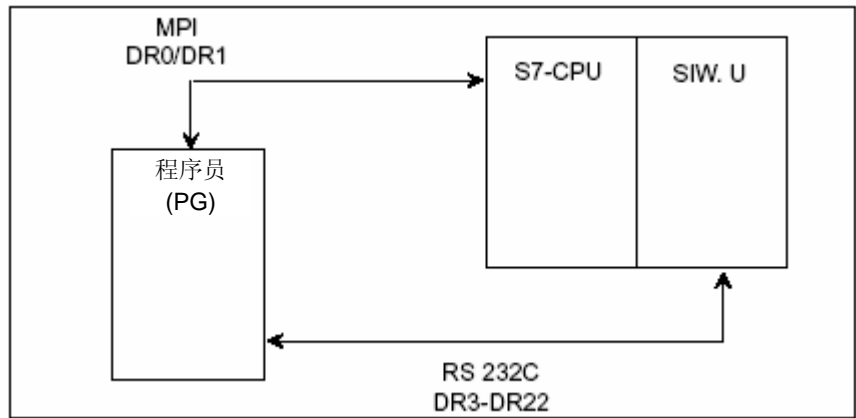 MPI
DR0/DR1
S7-CPU
SIW. U
程序员
(PG)
RS 232C
DR3-DR22